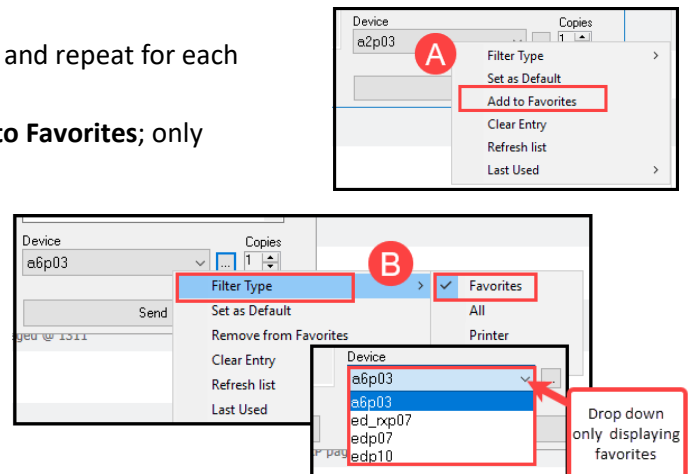 Device Copies
a2p03 ... 1
A
Filter Type >
Set as Default
Add to Favorites
Clear Entry
Refresh list
Last Used >
and repeat for each
to Favorites; only
Device Copies
a6p03 ... 1
B
Send
Filter Type >
Set as Default
Remove from Favorites
Clear Entry
Refresh list
Last Used
✓ Favorites
All
Printer
ged @ 1311
Device
a6p03 ...
a6p03
ed_rxp07
edp07
edp10
P pag
Drop down
only displaying
favorites